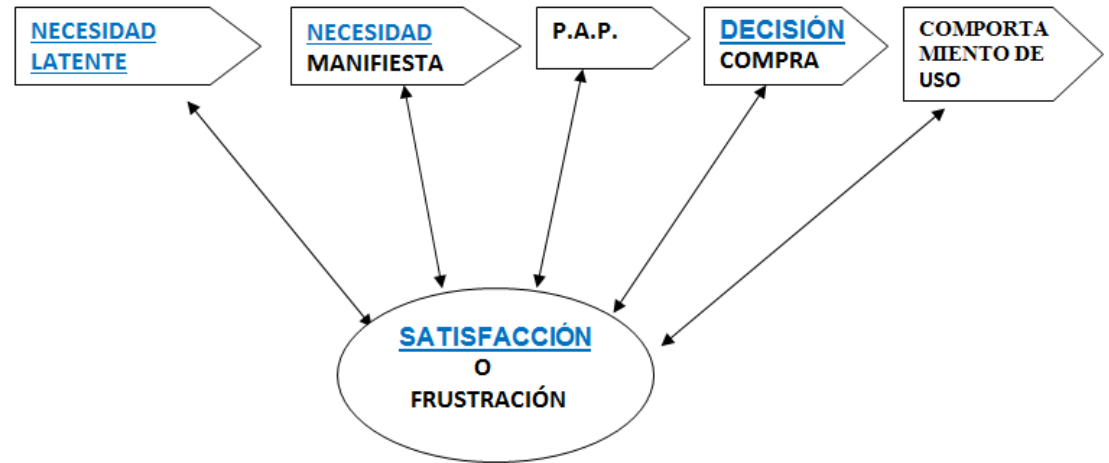 NECESIDAD
LATENTE
NECESIDAD
MANIFIESTA
P.A.P.
DECISIÓN
COMPRA
COMPORTA
MIENTO DE
USO
SATISFACCIÓN
O
FRUSTRACIÓN